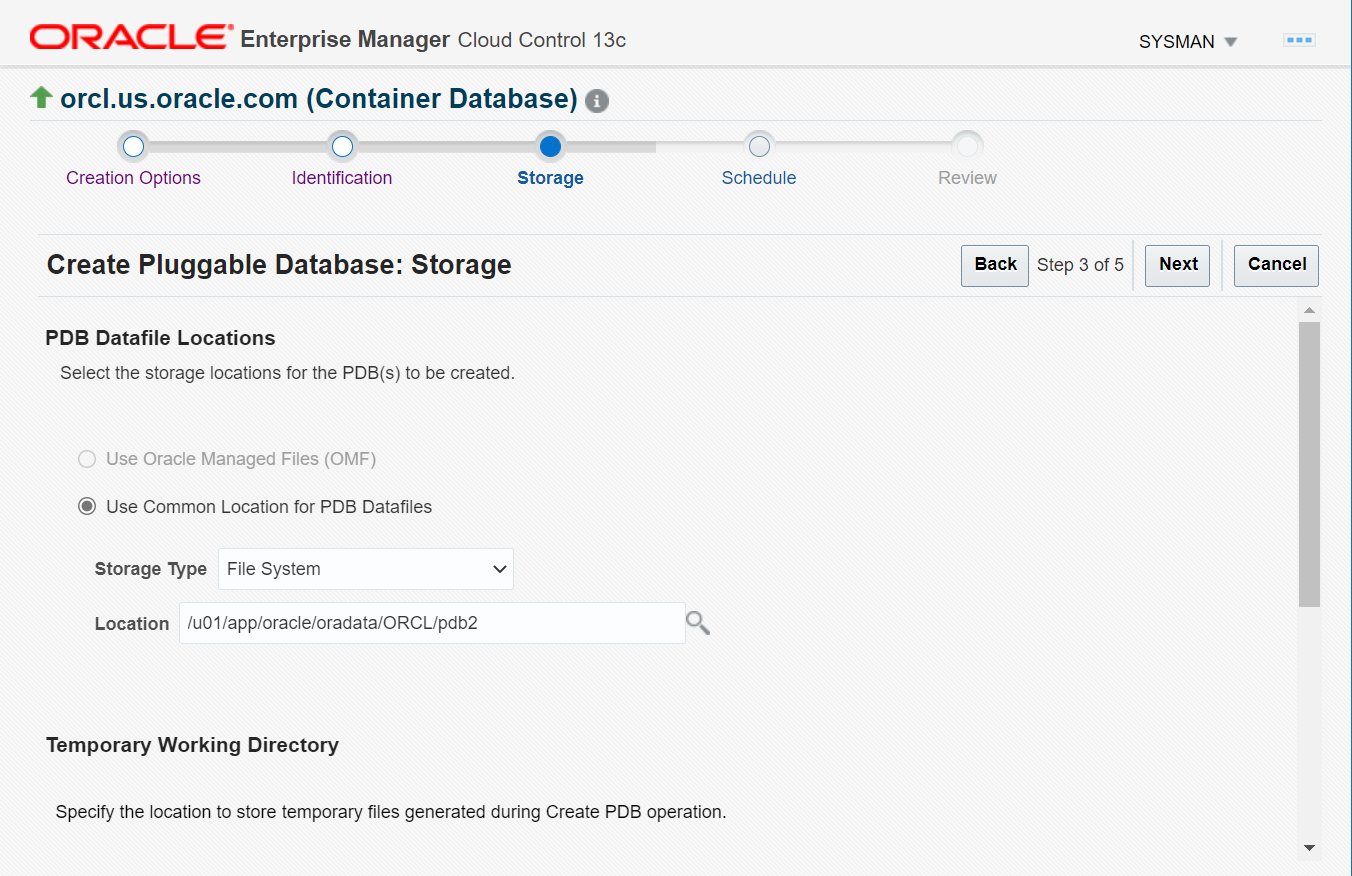 ORACLE® Enterprise Manager Cloud Control 13c
SYSMAN
orcl.us.oracle.com (Container Database)
Creation Options Identification Storage Schedule Review
Create Pluggable Database: Storage
Back Step 3 of 5 Next Cancel
PDB Datafile Locations
Select the storage locations for the PDB(s) to be created.
Use Oracle Managed Files (OMF)
Use Common Location for PDB Datafiles
Storage Type File System
Location /u01/app/oracle/oradata/ORCL/pdb2
Temporary Working Directory
Specify the location to store temporary files generated during Create PDB operation.